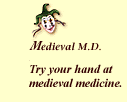 Medieval M.D.
Try your hand at
medieval medicine.